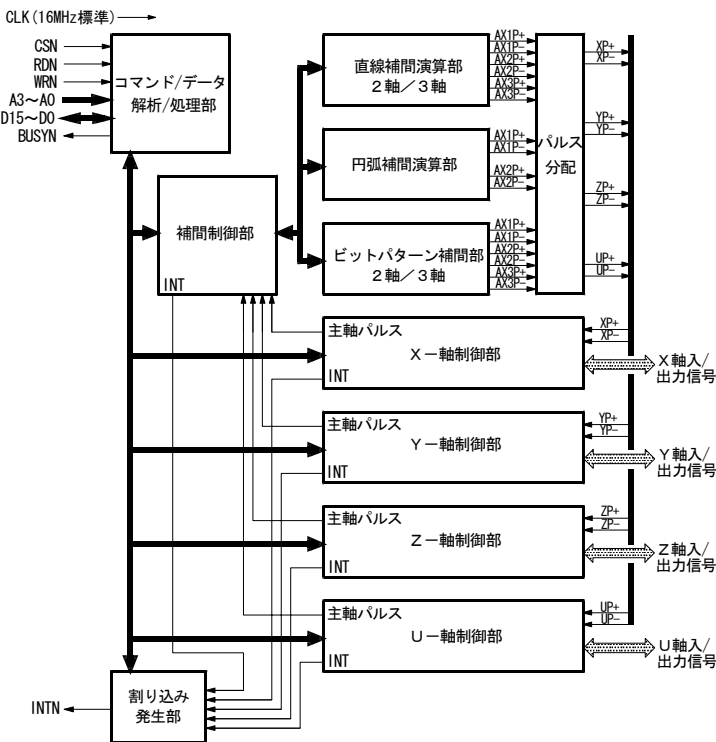 CLK(16MHz標準)
CSN
RDN
WRN
A3～A0
D15～D0
BUSYN
コマンド/データ
解析/処理部
直線補間演算部
２軸／３軸
AX1P+
AX1P-
AX2P+
AX2P-
AX3P+
AX3P-
円弧補間演算部
AX1P+
AX1P-
AX2P+
AX2P-
ビットパターン補間部
２軸／３軸
AX1P+
AX1P-
AX2P+
AX2P-
AX3P+
AX3P-
パルス
分配
XP+
XP-
YP+
YP-
ZP+
ZP-
UP+
UP-
補間制御部
INT
主軸パルス
Ｘ－軸制御部
INT
XP+
XP-
Ｘ軸入/
出力信号
主軸パルス
Ｙ－軸制御部
INT
YP+
YP-
Ｙ軸入/
出力信号
主軸パルス
Ｚ－軸制御部
INT
ZP+
ZP-
Ｚ軸入/
出力信号
主軸パルス
Ｕ－軸制御部
INT
UP+
UP-
Ｕ軸入/
出力信号
割り込み
発生部
INTN